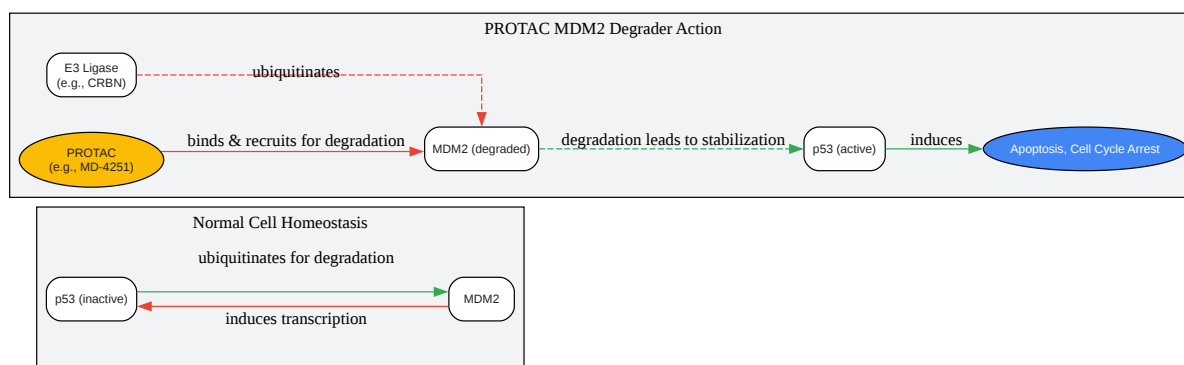 PROTAC MDM2 Degrader Action
E3 Ligase
(e.g., CRBN)
ubiquitinates
PROTAC
(e.g., MD-4251)
binds & recruits for degradation
MDM2 (degraded)
degradation leads to stabilization
p53 (active)
induces
Apoptosis, Cell Cycle Arrest
Normal Cell Homeostasis
ubiquitinates for degradation
p53 (inactive)
MDM2
induces transcription